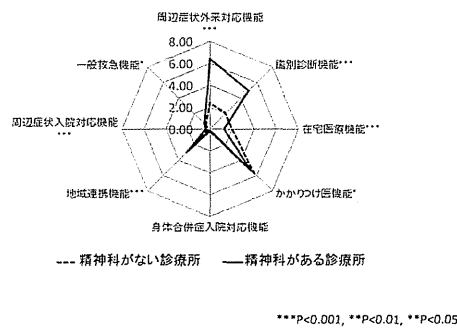 周辺症状外来対応機能
***
8.00
6.00
4.00
2.00
0.00
鑑別診断機能***
在宅医療機能***
かかりつけ医機能*
身体合併症入院対応機能
地域連携機能***
周辺症状入院対応機能
***
一般救急機能*
--- 精神科がない診療所 —精神科がある診療所
***P<0.001, **P<0.01, **P<0.05